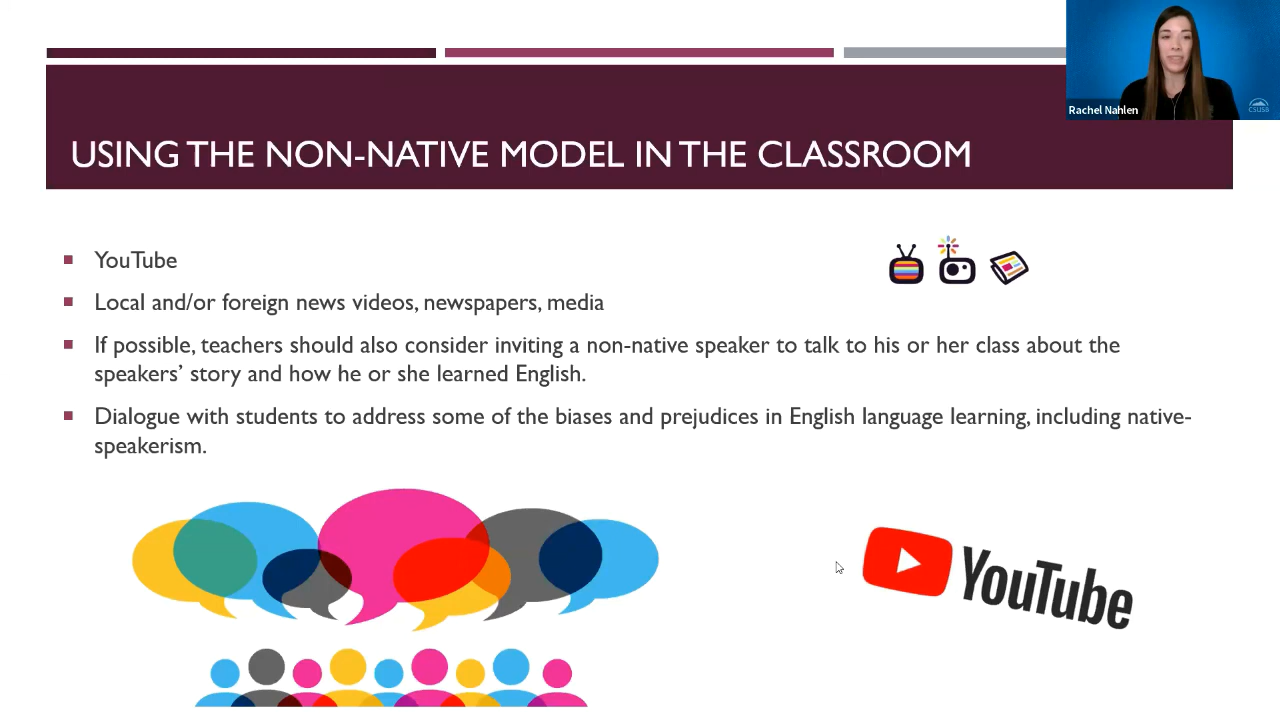 Rachel Nahlen
CSUSB
USING THE NON-NATIVE MODEL IN THE CLASSROOM
▪ YouTube
▪ Local and/or foreign news videos, newspapers, media
▪ If possible, teachers should also consider inviting a non-native speaker to talk to his or her class about the
speakers’ story and how he or she learned English.
▪ Dialogue with students to address some of the biases and prejudices in English language learning, including native-
speakerism.
YouTube